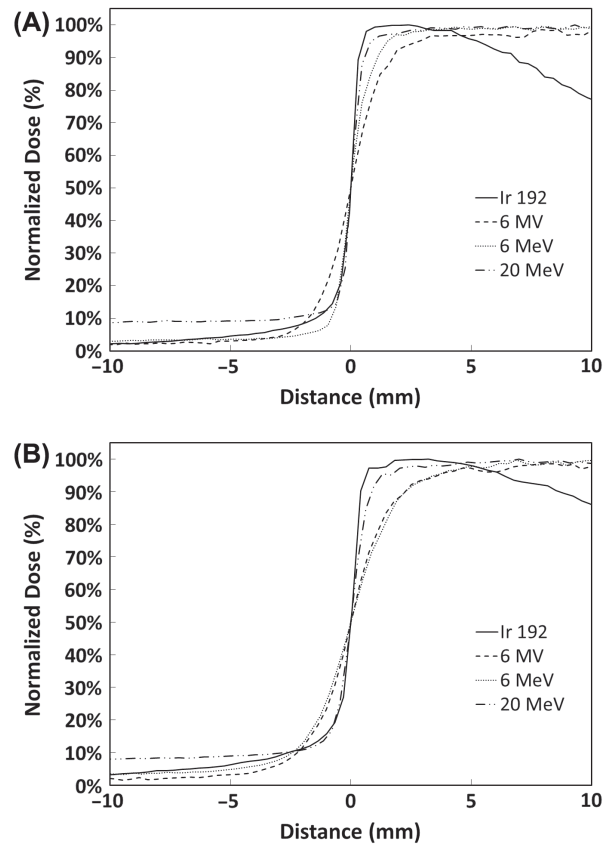 (A)
Normalized Dose (%)
100%
90%
80%
70%
60%
50%
40%
30%
20%
10%
0%
Ir 192
6 MV
6 MeV
20 MeV
−10
−5
0
5
10
Distance (mm)
(B)
Normalized Dose (%)
100%
90%
80%
70%
60%
50%
40%
30%
20%
10%
0%
Ir 192
6 MV
6 MeV
20 MeV
−10
−5
0
5
10
Distance (mm)